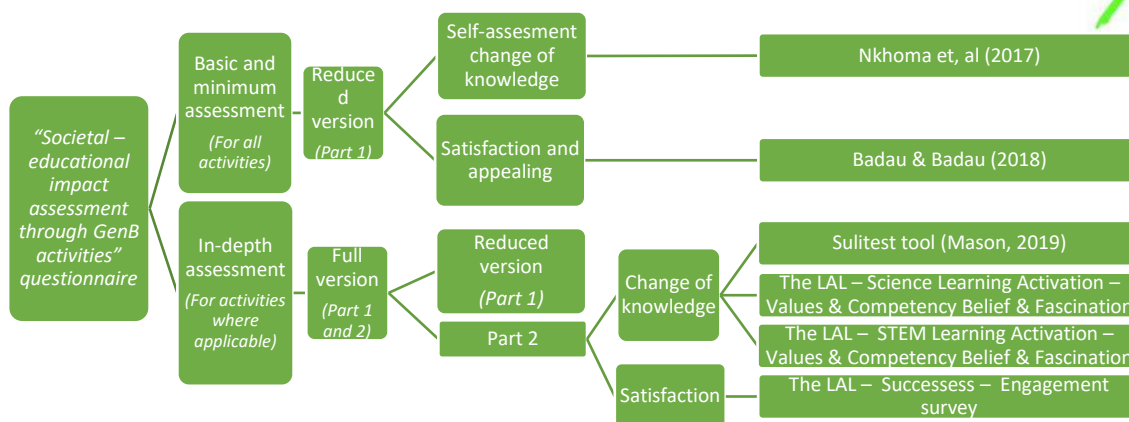 “Societal –
educational
impact
assessment
through GenB
activities”
questionnaire
Basic and
minimum
assessment
(For all
activities)
Reduce
d
version
(Part 1)
Self-assesment
change of
knowledge
Nkhoma et, al (2017)
Satisfaction and
appealing
Badau & Badau (2018)
In-depth
assessment
(For activities
where
applicable)
Full
version
(Part 1
and 2)
Reduced
version
(Part 1)
Part 2
Change of
knowledge
Sulitest tool (Mason, 2019)
The LAL – Science Learning Activation –
Values & Competency Belief & Fascination
The LAL – STEM Learning Activation –
Values & Competency Belief & Fascination
Satisfaction
The LAL – Successess – Engagement
survey